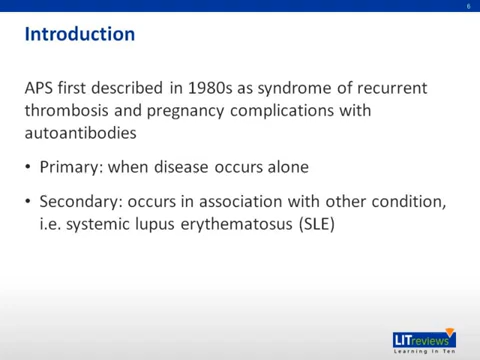 6
Introduction
APS first described in 1980s as syndrome of recurrent
thrombosis and pregnancy complications with
autoantibodies
• Primary: when disease occurs alone
• Secondary: occurs in association with other condition,
i.e. systemic lupus erythematosus (SLE)
LITreviews
Learning In Ten